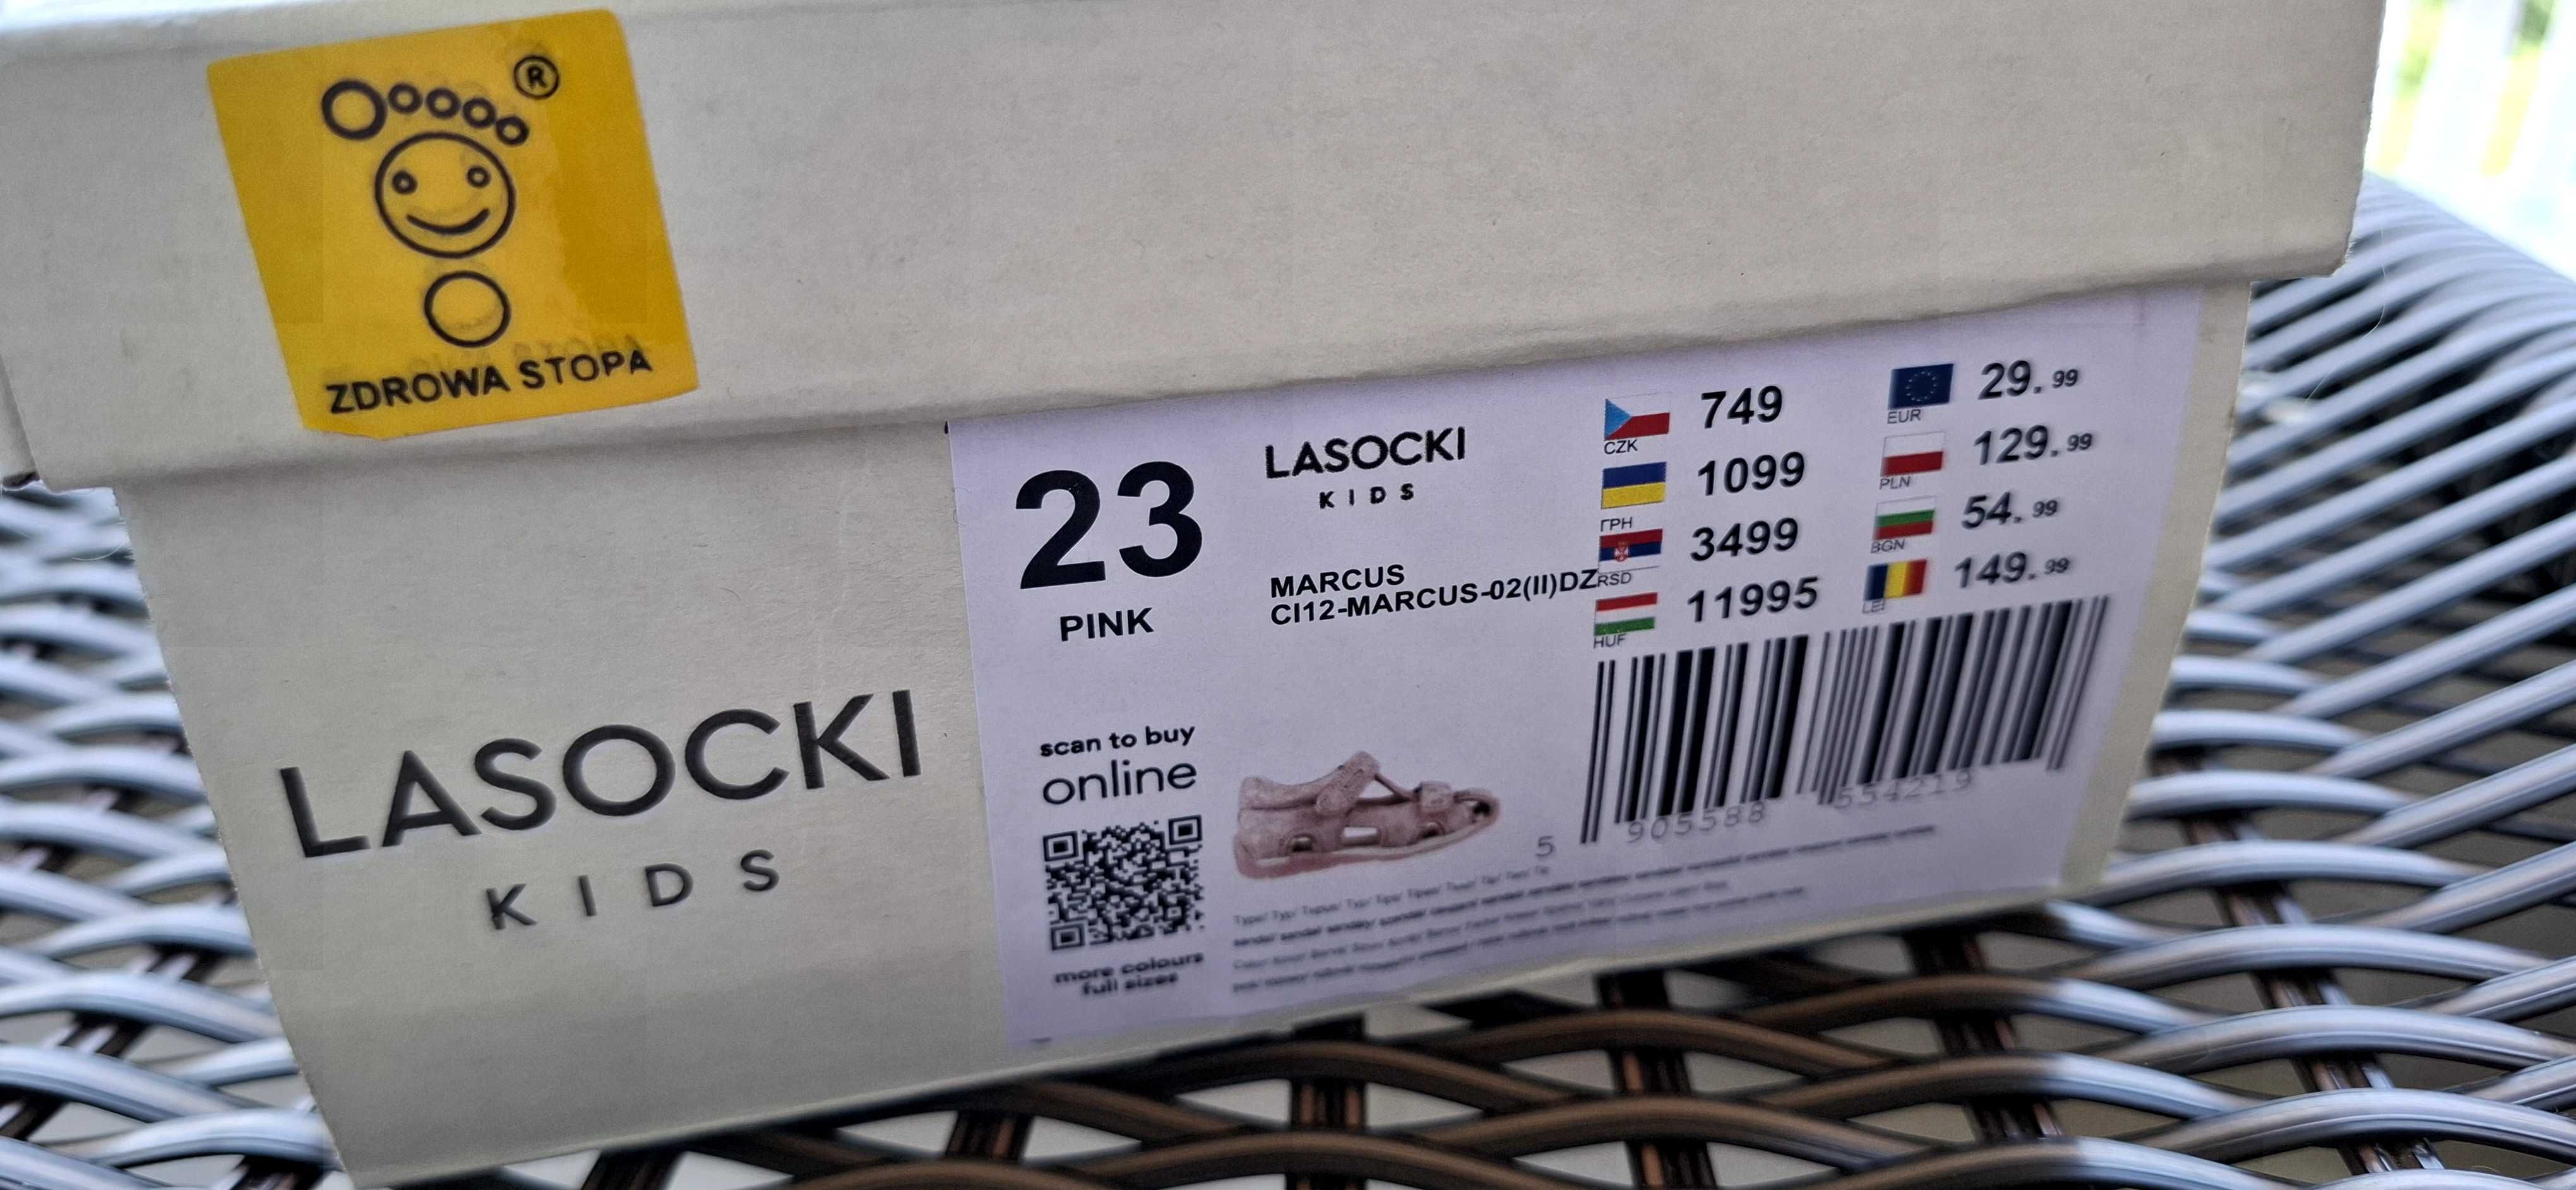 ®
ZDROWA STOPA
LASOCKI
KIDS
23
PINK
scan to buy
online
more colours
full sizes
LASOCKI
KIDS
MARCUS
CI12-MARCUS-02(II)DZ
CZK 749
ГРН 1099
RSD 3499
HUF 11995
EUR 29.99
PLN 129.99
BGN 54.99
LEI 149.99
5 905588 554219